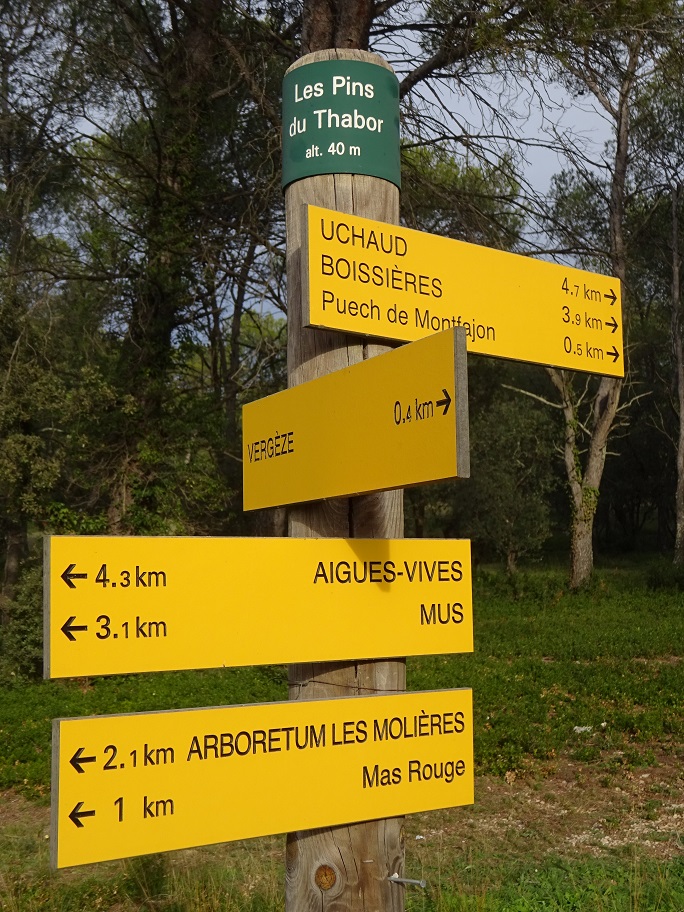 Les Pins
du Thabor
alt. 40 m
UCHAUD 4.7 km →
BOISSIÈRES 3.9 km →
Puech de Montfajon 0.5 km →
VERGÈZE 0.4 km →
← 4.3 km AIGUES-VIVES
← 3.1 km MUS
← 2.1 km ARBORETUM LES MOLIÈRES
← 1 km Mas Rouge